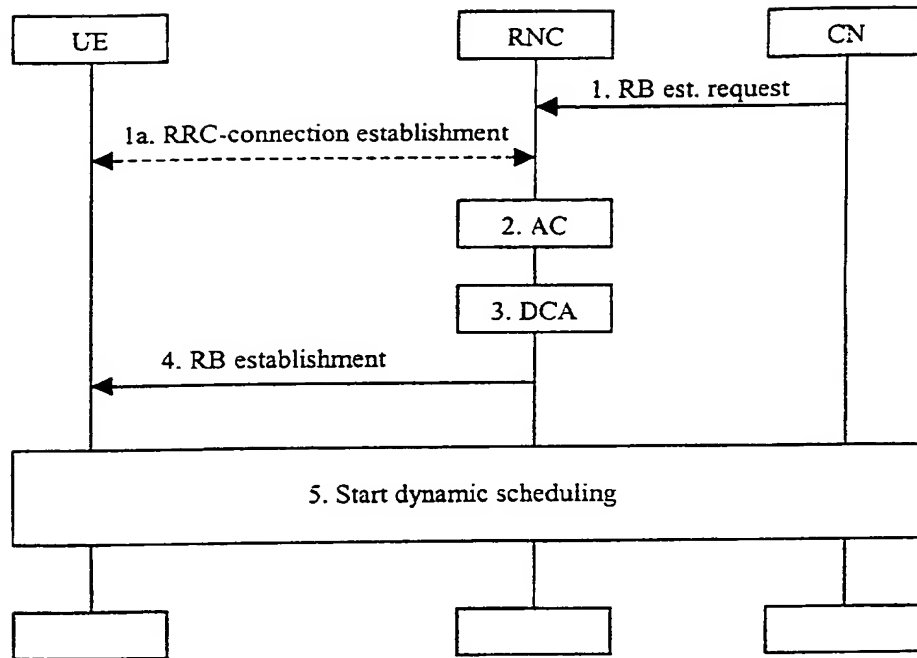 UE
RNC
CN
1. RB est. request
1a. RRC-connection establishment
2. AC
3. DCA
4. RB establishment
5. Start dynamic scheduling